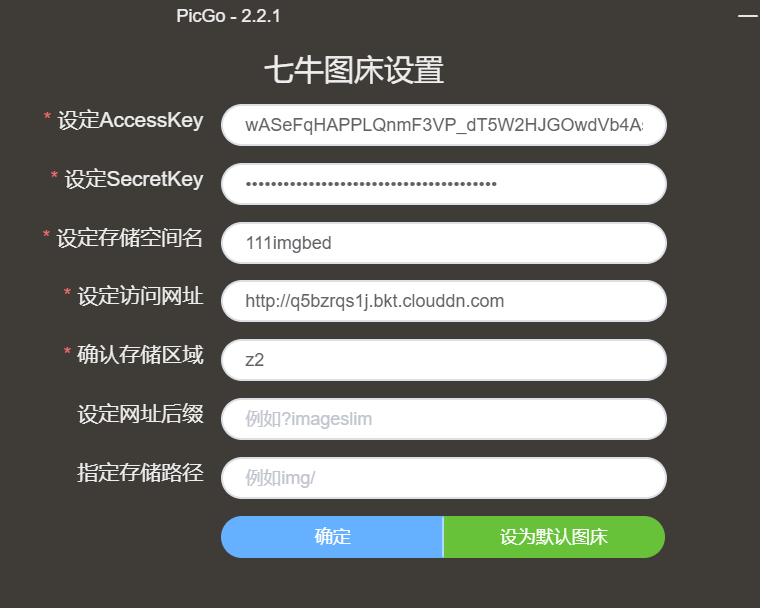 PicGo - 2.2.1
七牛图床设置
* 设定AccessKey wASeFqHAPPLQnmF3VP_dT5W2HJGOwdVb4A
* 设定SecretKey ••••••••••••••••••••••••••••••••••••••••
* 设定存储空间名 111imgbed
* 设定访问网址 http://q5bzrqs1j.bkt.clouddn.com
* 确认存储区域 z2
设定网址后缀 例如?imageslim
指定存储路径 例如img/
确定 设为默认图床